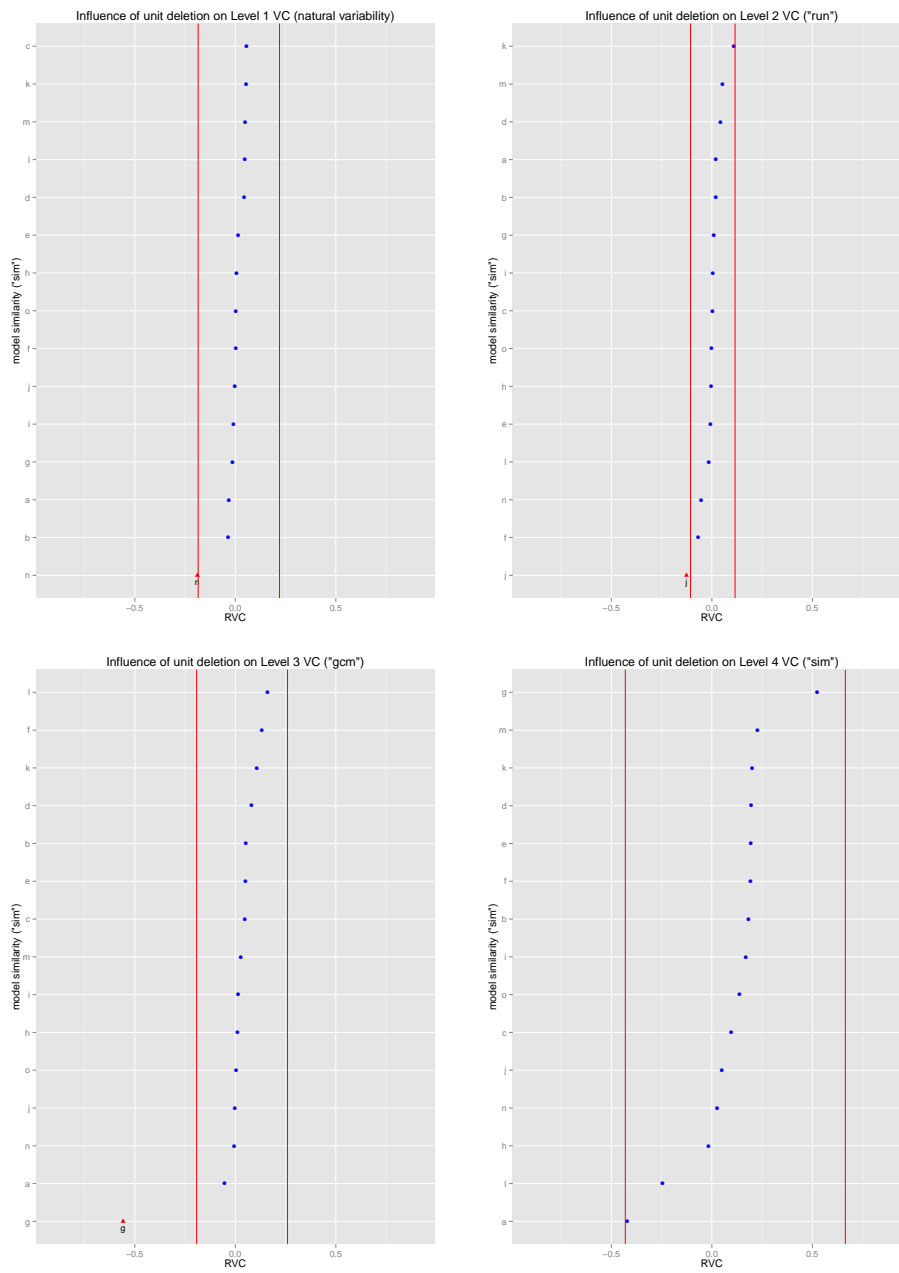 Influence of unit deletion on Level 1 VC (natural variability)
model similarity ("sim")
c
k
m
l
d
e
h
o
f
j
i
g
a
b
n
n
−0.5 0.0 0.5
RVC
Influence of unit deletion on Level 2 VC ("run")
model similarity ("sim")
k
m
d
a
b
g
i
c
o
h
e
l
n
f
j
j
−0.5 0.0 0.5
RVC
Influence of unit deletion on Level 3 VC ("gcm")
model similarity ("sim")
l
f
k
d
b
e
c
m
i
h
o
j
n
a
g
g
−0.5 0.0 0.5
RVC
Influence of unit deletion on Level 4 VC ("sim")
model similarity ("sim")
g
m
k
d
e
f
b
i
o
c
j
n
h
l
a
−0.5 0.0 0.5
RVC